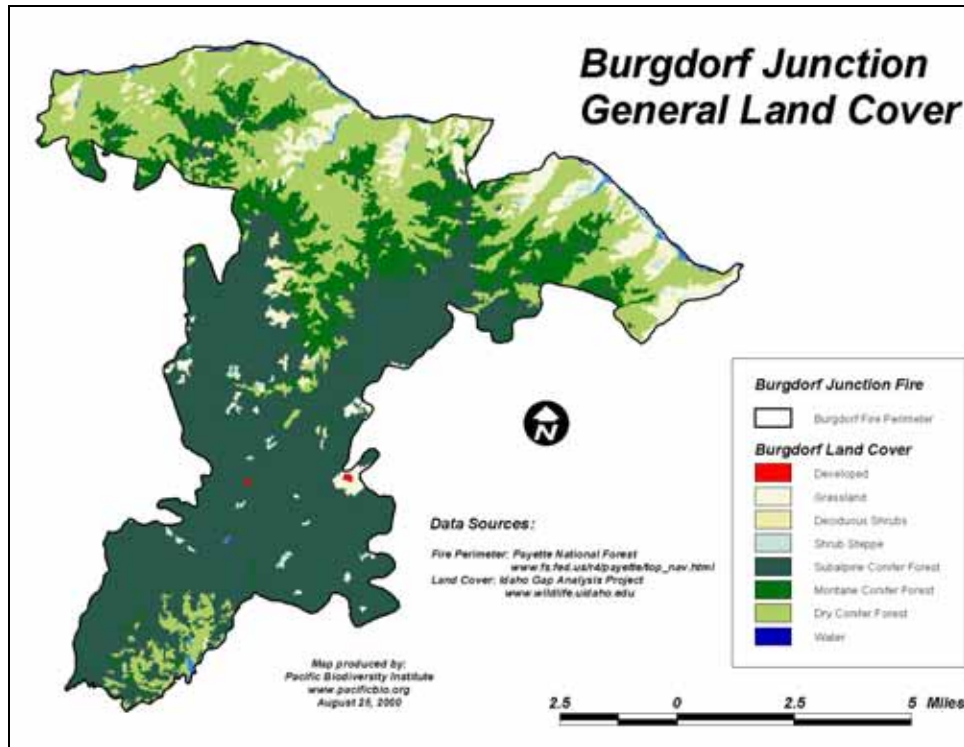 Burgdorf Junction
General Land Cover
Burgdorf Junction Fire
Burgdorf Fire Perimeter
Burgdorf Land Cover
Developed
Grassland
Deciduous Shrubs
Shrub Steppe
Subalpine Conifer Forest
Montane Conifer Forest
Dry Conifer Forest
Water
N
Data Sources:
Fire Perimeter: Payette National Forest
www.fs.fed.us/r4/payette/top_nav.html
Land Cover: Idaho Gap Analysis Project
www.wildlife.uidaho.edu
Map produced by:
Pacific Biodiversity Institute
www.pacificbio.org
August 25, 2000
2.5 0 2.5 5 Miles